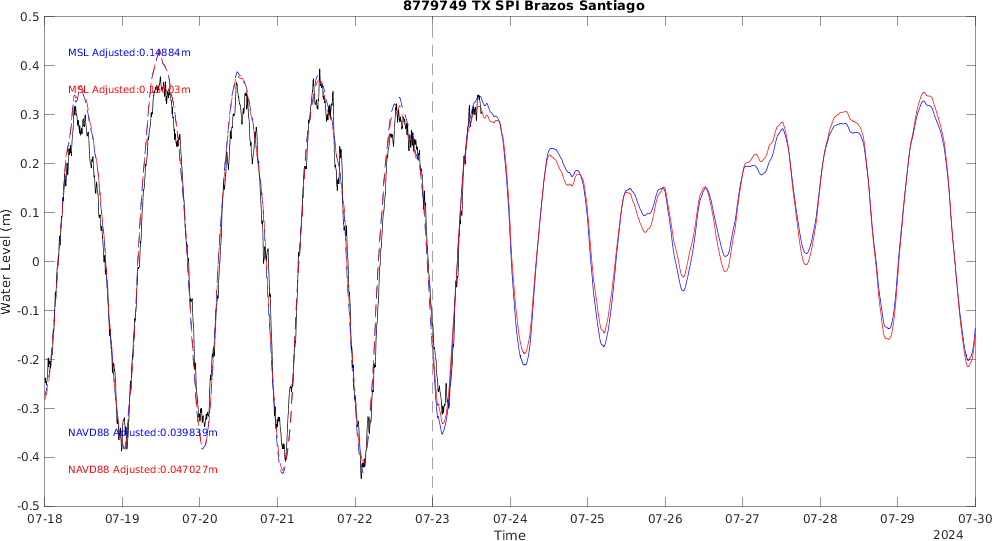 8779749 TX SPI Brazos Santiago
0.5
0.4
0.3
0.2
0.1
0
-0.1
-0.2
-0.3
-0.4
-0.5
Water Level (m)
MSL Adjusted:0.14884m
NAVD88 Adjusted:0.039839m
NAVD88 Adjusted:0.047027m
07-18 07-19 07-20 07-21 07-22 07-23 07-24 07-25 07-26 07-27 07-28 07-29 07-30
Time
2024